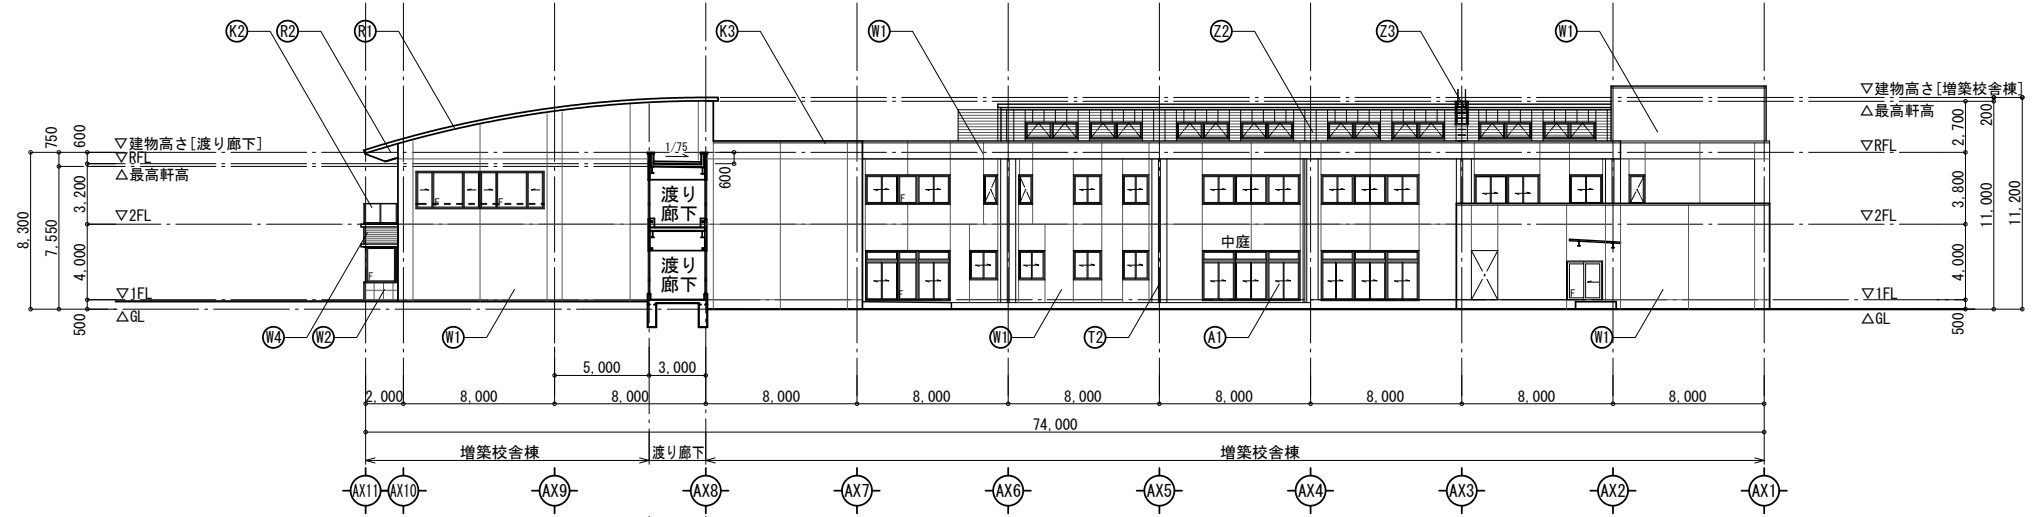 K2
R2
R1
K3
W1
Z2
Z3
W1
▽建物高さ[増築校舎棟]
△最高軒高
▽RFL
▽2FL
▽1FL
△GL
200
2,700
3,800
4,000
500
11,000
11,200
▽建物高さ[渡り廊下]
▽RFL
△最高軒高
▽2FL
▽1FL
△GL
750
600
3,200
4,000
500
7,550
8,300
1/75
600
渡り
廊下
渡り
廊下
中庭
F
F
F
F
F
F
W4
W2
W1
W1
T2
A1
W1
5,000
3,000
2,000
8,000
8,000
8,000
8,000
8,000
8,000
8,000
8,000
8,000
74,000
増築校舎棟
渡り廊下
増築校舎棟
AX11
AX10
AX9
AX8
AX7
AX6
AX5
AX4
AX3
AX2
AX1